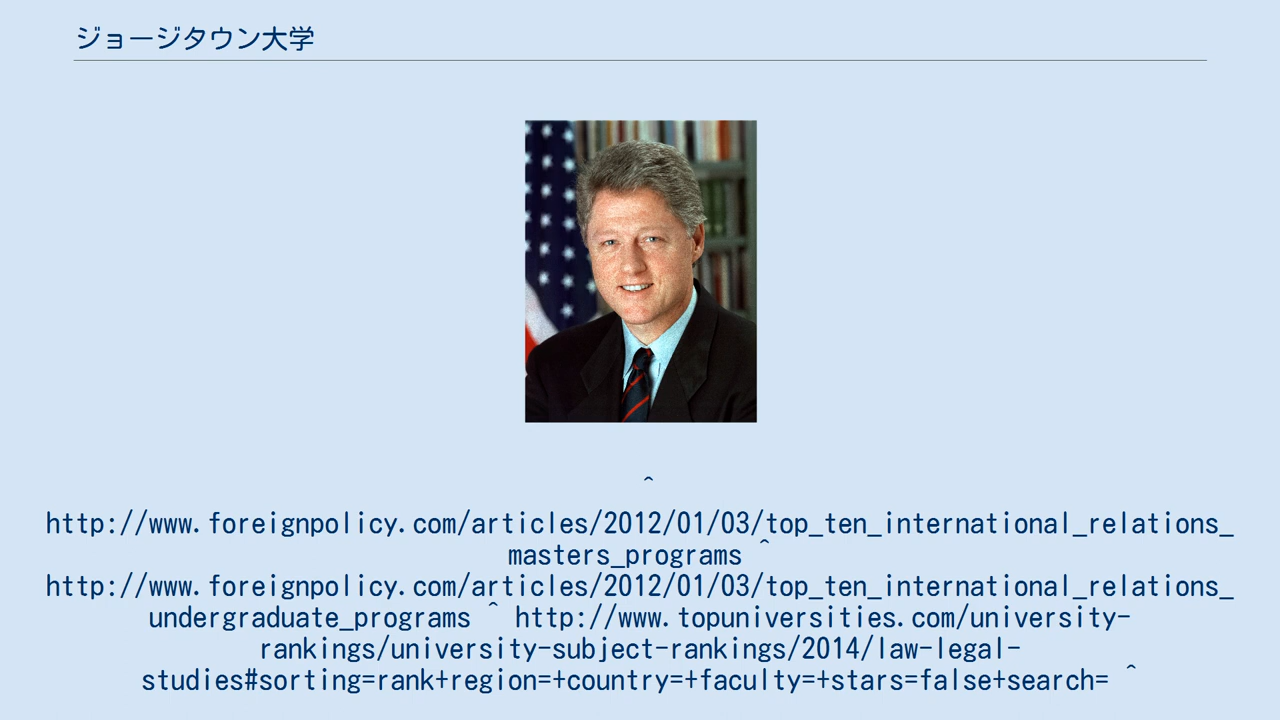 ジョージタウン大学
^
http://www.foreignpolicy.com/articles/2012/01/03/top_ten_international_relations_
masters_programs ^
http://www.foreignpolicy.com/articles/2012/01/03/top_ten_international_relations_
undergraduate_programs ^ http://www.topuniversities.com/university-
rankings/university-subject-rankings/2014/law-legal-
studies#sorting=rank+region=+country=+faculty=+stars=false+search= ^